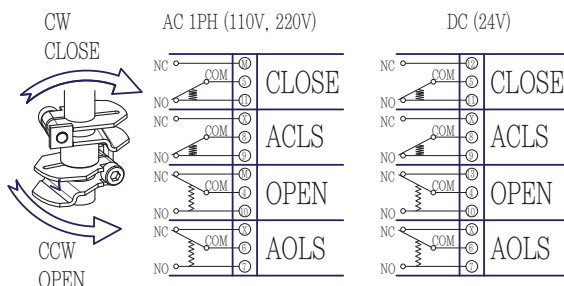 CW
CLOSE
CCW
OPEN
AC 1PH (110V, 220V)
NC M
COM 5 CLOSE
NO 11
NC X
COM 8 ACLS
NO 9
NC M
COM 4 OPEN
NO 10
NC X
COM 6 AOLS
NO 7
DC (24V)
NC 12
COM 5 CLOSE
NO 11
NC X
COM 8 ACLS
NO 9
NC 3
COM 4 OPEN
NO 10
NC X
COM 6 AOLS
NO 7